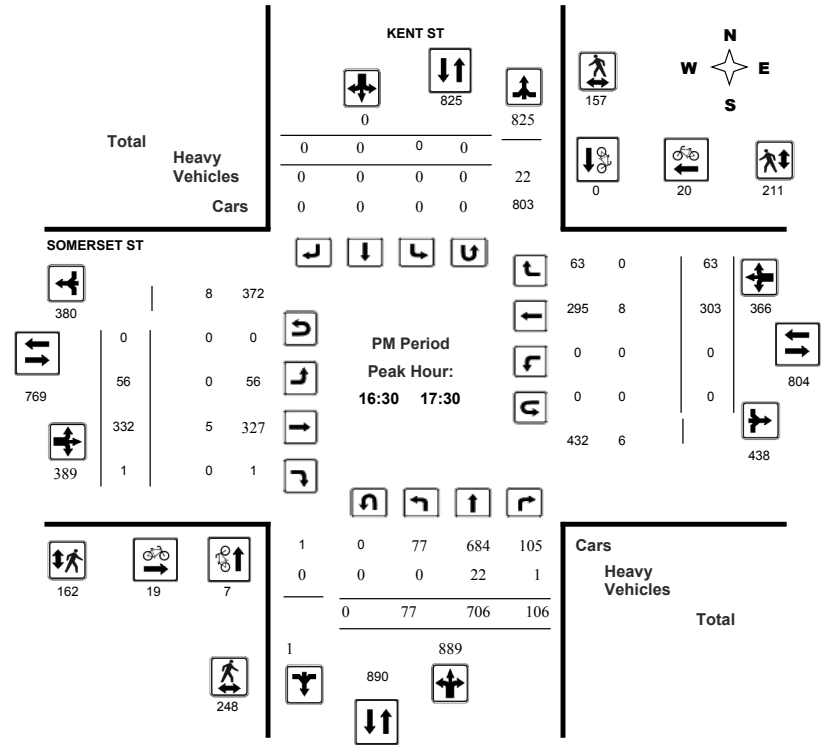 KENT ST
N
W E
S
825
157
0 825
Total
0 0 0 0
Heavy
Vehicles
0 0 0 0 22
Cars 0 0 0 0 803
0 20 211
SOMERSET ST
380
8 372
63 0 63
366
295 8 303
769
0 0 0
PM Period
0 0 0
804
56 0 56
Peak Hour:
16:30 17:30
0 0 0
332 5 327
432 6
438
389
1 0 1
1 0 77 684 105 Cars
0 0 0 22 1 Heavy
Vehicles
0 77 706 106 Total
162 19 7
1 889
890
248